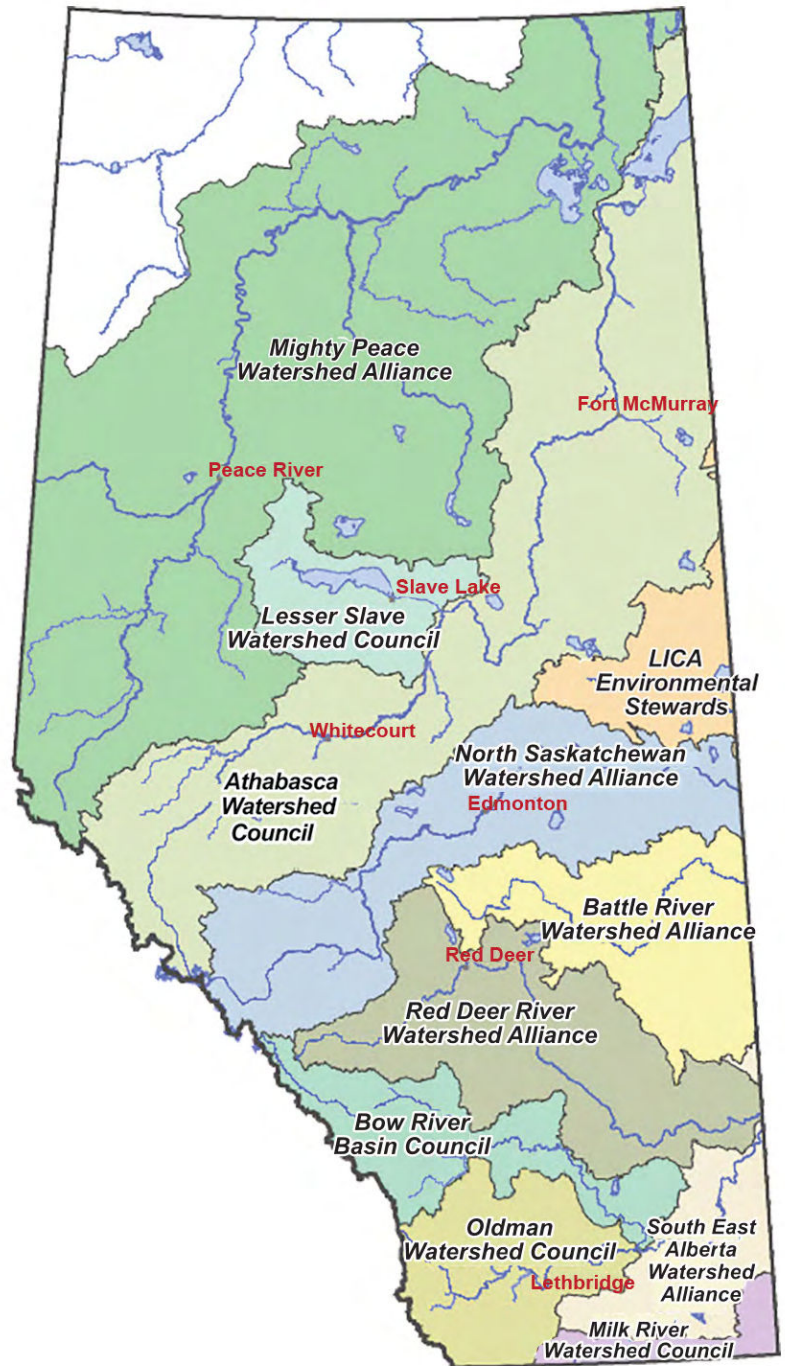 Mighty Peace
Watershed Alliance
Fort McMurray
Peace River
Slave Lake
Lesser Slave
Watershed Council
LICA
Environmental
Stewards
Whitecourt
North Saskatchewan
Watershed Alliance
Athabasca
Watershed
Council
Edmonton
Battle River
Watershed Alliance
Red Deer
Red Deer River
Watershed Alliance
Bow River
Basin Council
Oldman
Watershed Council
South East
Alberta
Watershed
Alliance
Lethbridge
Milk River
Watershed Council